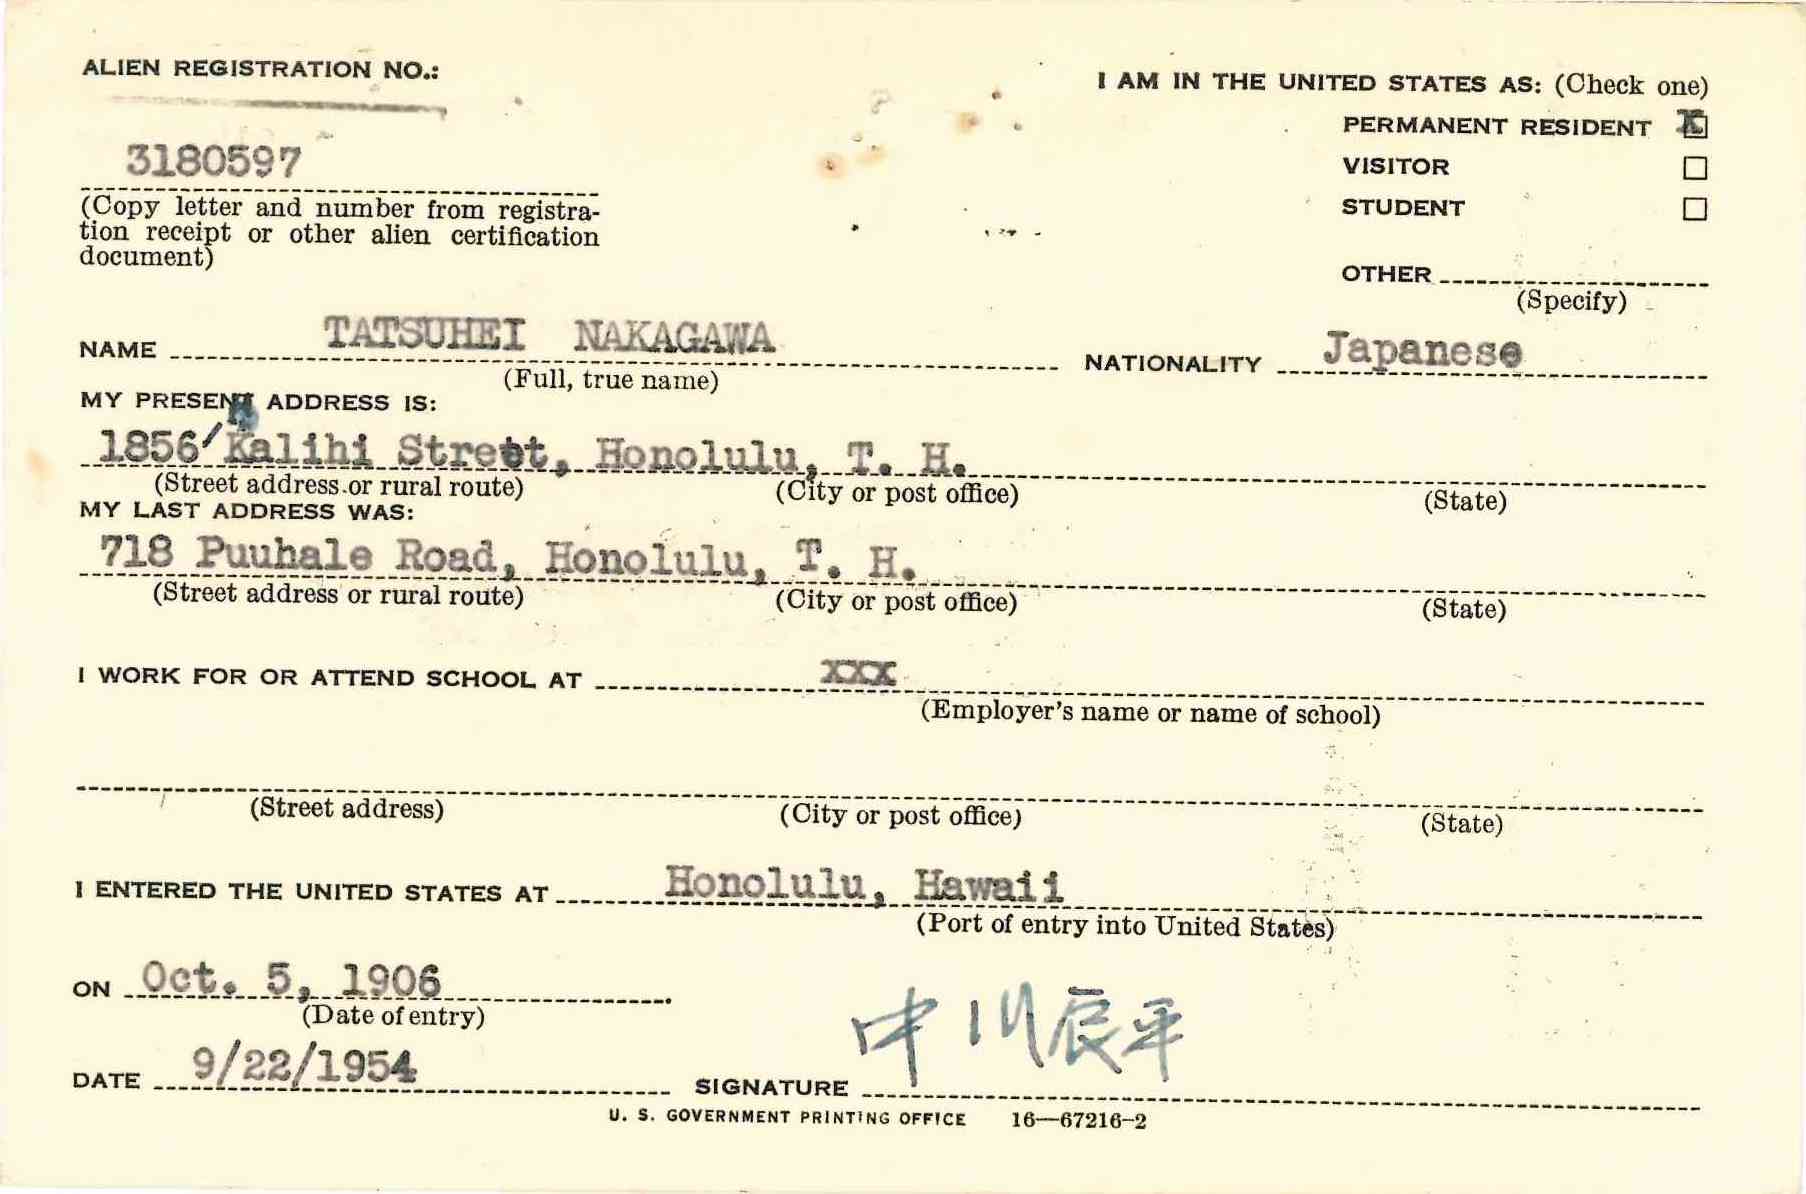 ALIEN REGISTRATION NO.:
I AM IN THE UNITED STATES AS: (Check one)
PERMANENT RESIDENT X
3180597
VISITOR
(Copy letter and number from registra-
tion receipt or other alien certification
document)
STUDENT
OTHER
(Specify)
NAME TATSUHEI NAKAGAWA NATIONALITY Japanese
(Full, true name)
MY PRESENT ADDRESS IS:
1856 Kalihi Street, Honolulu, T. H.
(Street address or rural route) (City or post office) (State)
MY LAST ADDRESS WAS:
718 Puuhale Road, Honolulu, T. H.
(Street address or rural route) (City or post office) (State)
I WORK FOR OR ATTEND SCHOOL AT XXX
(Employer's name or name of school)
(Street address) (City or post office) (State)
I ENTERED THE UNITED STATES AT Honolulu, Hawaii
(Port of entry into United States)
ON Oct. 5, 1906
(Date of entry)
DATE 9/22/1954 SIGNATURE 中川辰平
U. S. GOVERNMENT PRINTING OFFICE 16—67216-2